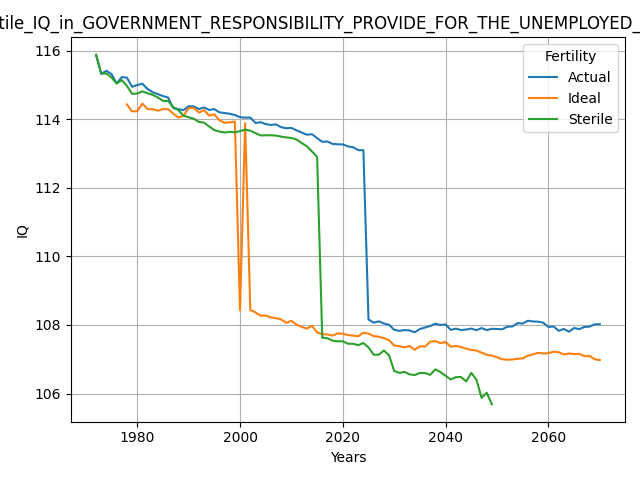 tile_IQ_in_GOVERNMENT_RESPONSIBILITY_PROVIDE_FOR_THE_UNEMPLOYED_
116
114
112
110
108
106
IQ
Fertility
Actual
Ideal
Sterile
1980
2000
2020
2040
2060
Years